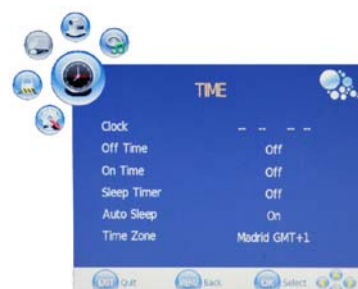 TIME
Clock -- --
Off Time Off
On Time Off
Sleep Timer Off
Auto Sleep On
Time Zone Madrid GMT+1
EXIT Quit MENU Back OK Select